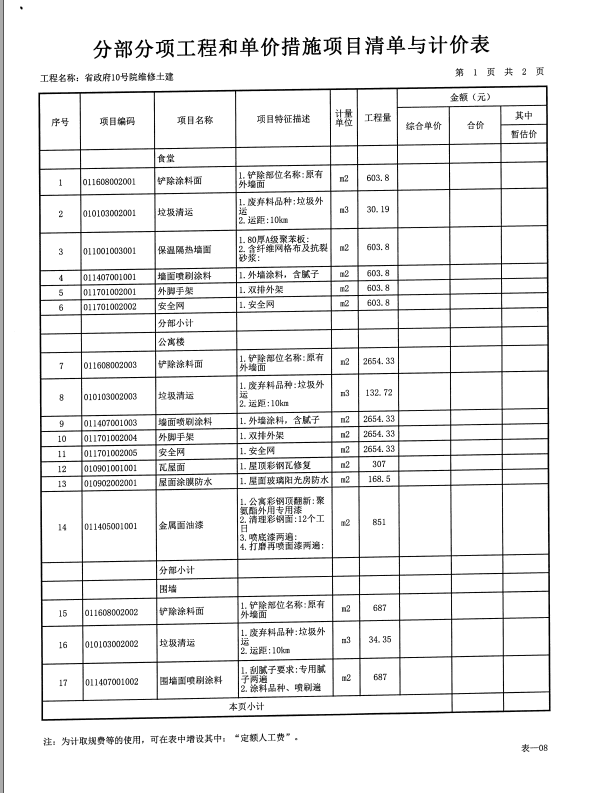 分部分项工程和单价措施项目清单与计价表
工程名称：省政府10号院维修土建 第 1 页 共 2 页
序号 项目编码 项目名称 项目特征描述 计量单位 工程量 金额（元）
综合单价 合价 其中
暂估价
食堂
1 011608002001 铲除涂料面 1.铲除部位名称:原有外墙面 m2 603.8
2 010103002001 垃圾清运 1.废弃料品种:垃圾外运
2.运距:10km m3 30.19
3 011001003001 保温隔热墙面 1.80厚A级聚苯板:
2.含纤维网格布及抗裂砂浆: m2 603.8
4 011407001001 墙面喷刷涂料 1.外墙涂料，含腻子 m2 603.8
5 011701002001 外脚手架 1.双排外架 m2 603.8
6 011701002002 安全网 1.安全网 m2 603.8
分部小计
公寓楼
7 011608002003 铲除涂料面 1.铲除部位名称:原有外墙面 m2 2654.33
8 010103002003 垃圾清运 1.废弃料品种:垃圾外运
2.运距:10km m3 132.72
9 011407001003 墙面喷刷涂料 1.外墙涂料，含腻子 m2 2654.33
10 011701002004 外脚手架 1.双排外架 m2 2654.33
11 011701002005 安全网 1.安全网 m2 2654.33
12 010901001001 瓦屋面 1.屋顶彩钢瓦修复 m2 307
13 010902002001 屋面涂膜防水 1.屋面玻璃阳光房防水 m2 168.5
14 011405001001 金属面油漆 1.公寓彩钢顶翻新:聚氨酯外用专用漆
2.清理彩钢面:12个工日
3.喷底漆两遍:
4.打磨再喷面漆两遍: m2 851
分部小计
围墙
15 011608002002 铲除涂料面 1.铲除部位名称:原有外墙面 m2 687
16 010103002002 垃圾清运 1.废弃料品种:垃圾外运
2.运距:10km m3 34.35
17 011407001002 围墙面喷刷涂料 1.刮腻子要求:专用腻子两遍
2.涂料品种、喷刷遍 m2 687
本页小计
注：为计取规费等的使用，可在表中增设其中：“定额人工费”。
表—08